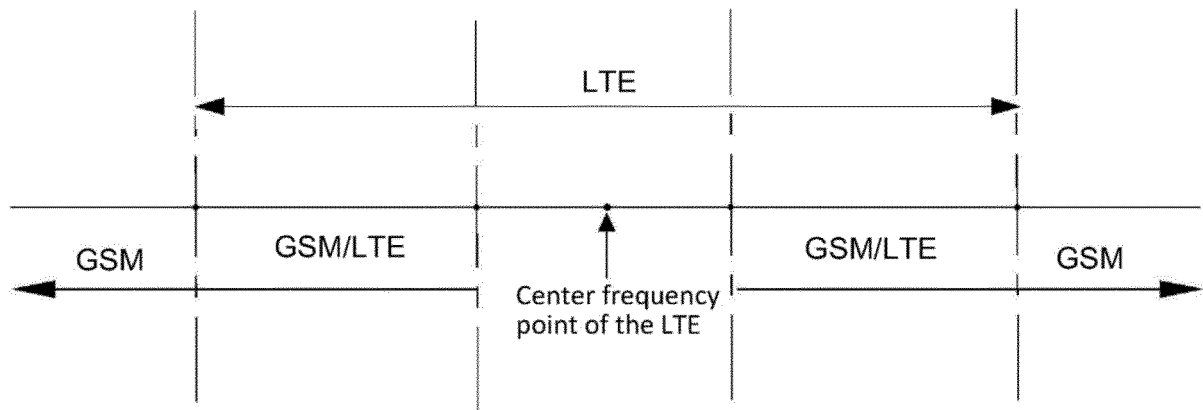 LTE
GSM
GSM/LTE
GSM/LTE
GSM
Center frequency
point of the LTE